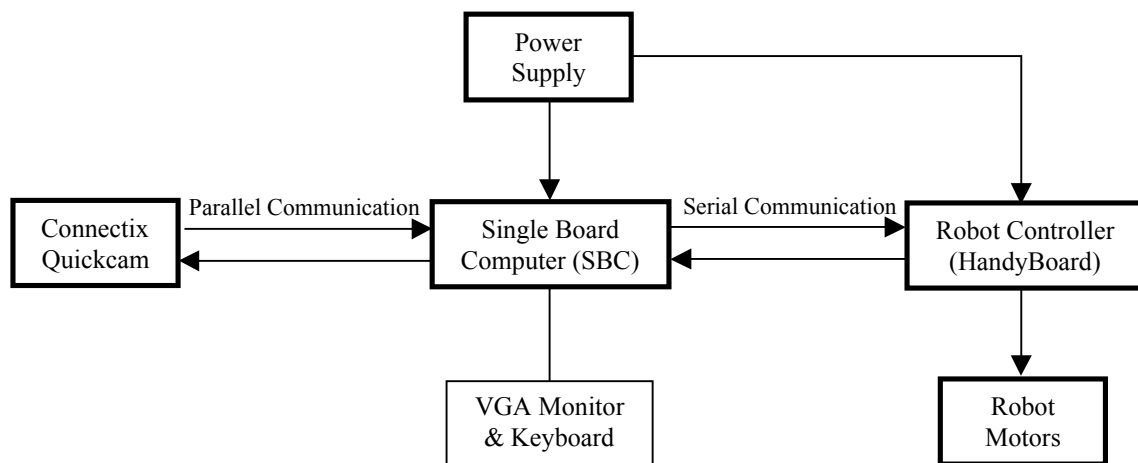 Power
Supply
Parallel Communication
Serial Communication
Connectix
Quickcam
Single Board
Computer (SBC)
Robot Controller
(HandyBoard)
VGA Monitor
& Keyboard
Robot
Motors